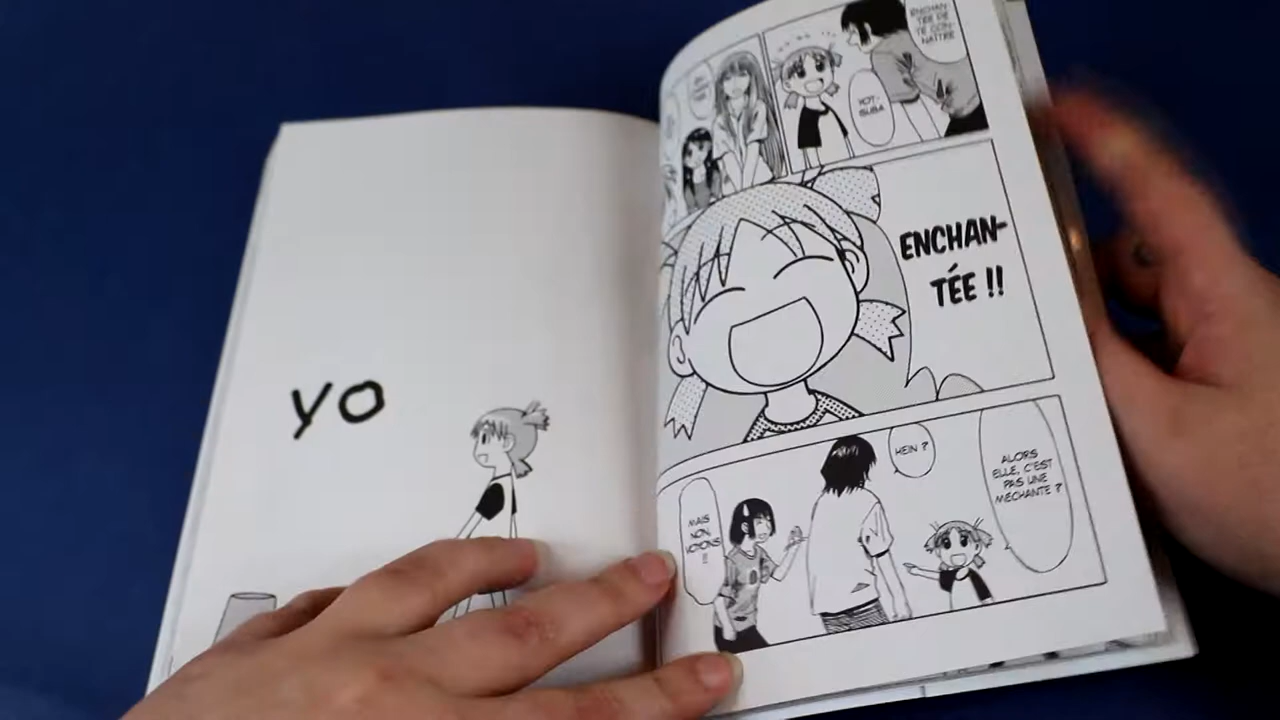 YO
ENCHAN-
TÉE DE
TE CON-
NAÎTRE
YOT-
SUBA
ENCHAN-
TÉE !!
ALORS
ELLE, C'EST
PAS UNE
MÉCHANTE ?
HEIN ?
MAIS
NON,
VOYONS
!!